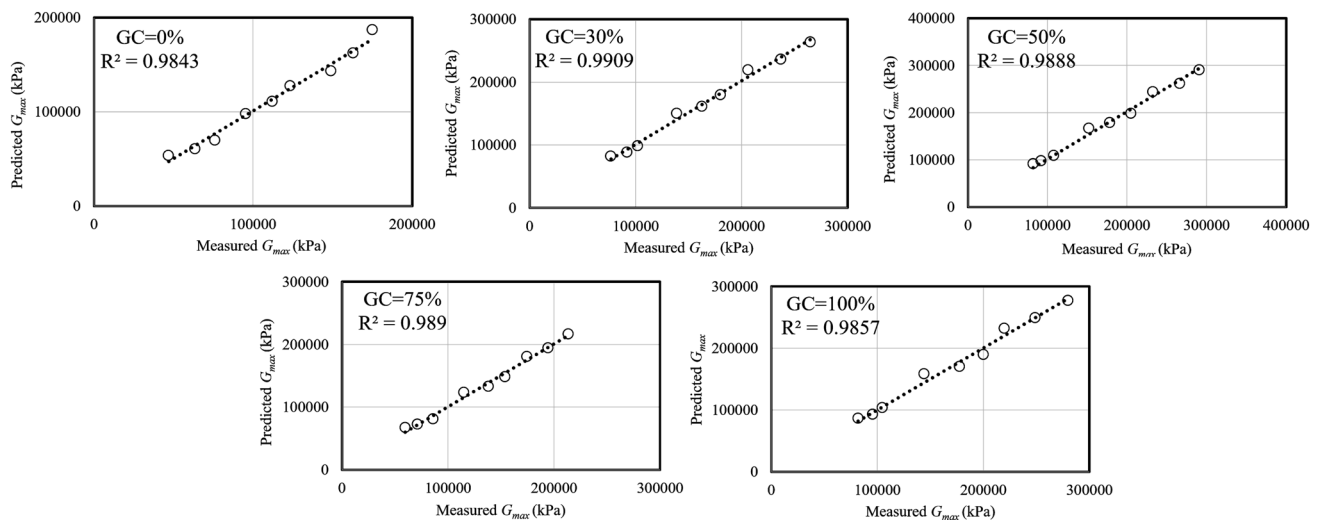 200000
GC=0%
R² = 0.9843
100000
0
Predicted Gmax (kPa)
0
100000
200000
Measured Gmax (kPa)
300000
GC=30%
R² = 0.9909
200000
100000
0
Predicted Gmax (kPa)
0
100000
200000
300000
Measured Gmax (kPa)
400000
GC=50%
R² = 0.9888
300000
200000
100000
0
Predicted Gmax (kPa)
0
100000
200000
300000
400000
Measured Gmax (kPa)
300000
GC=75%
R² = 0.989
200000
100000
0
Predicted Gmax (kPa)
0
100000
200000
300000
Measured Gmax (kPa)
300000
GC=100%
R² = 0.9857
200000
100000
0
Predicted Gmax
0
100000
200000
300000
Measured Gmax (kPa)